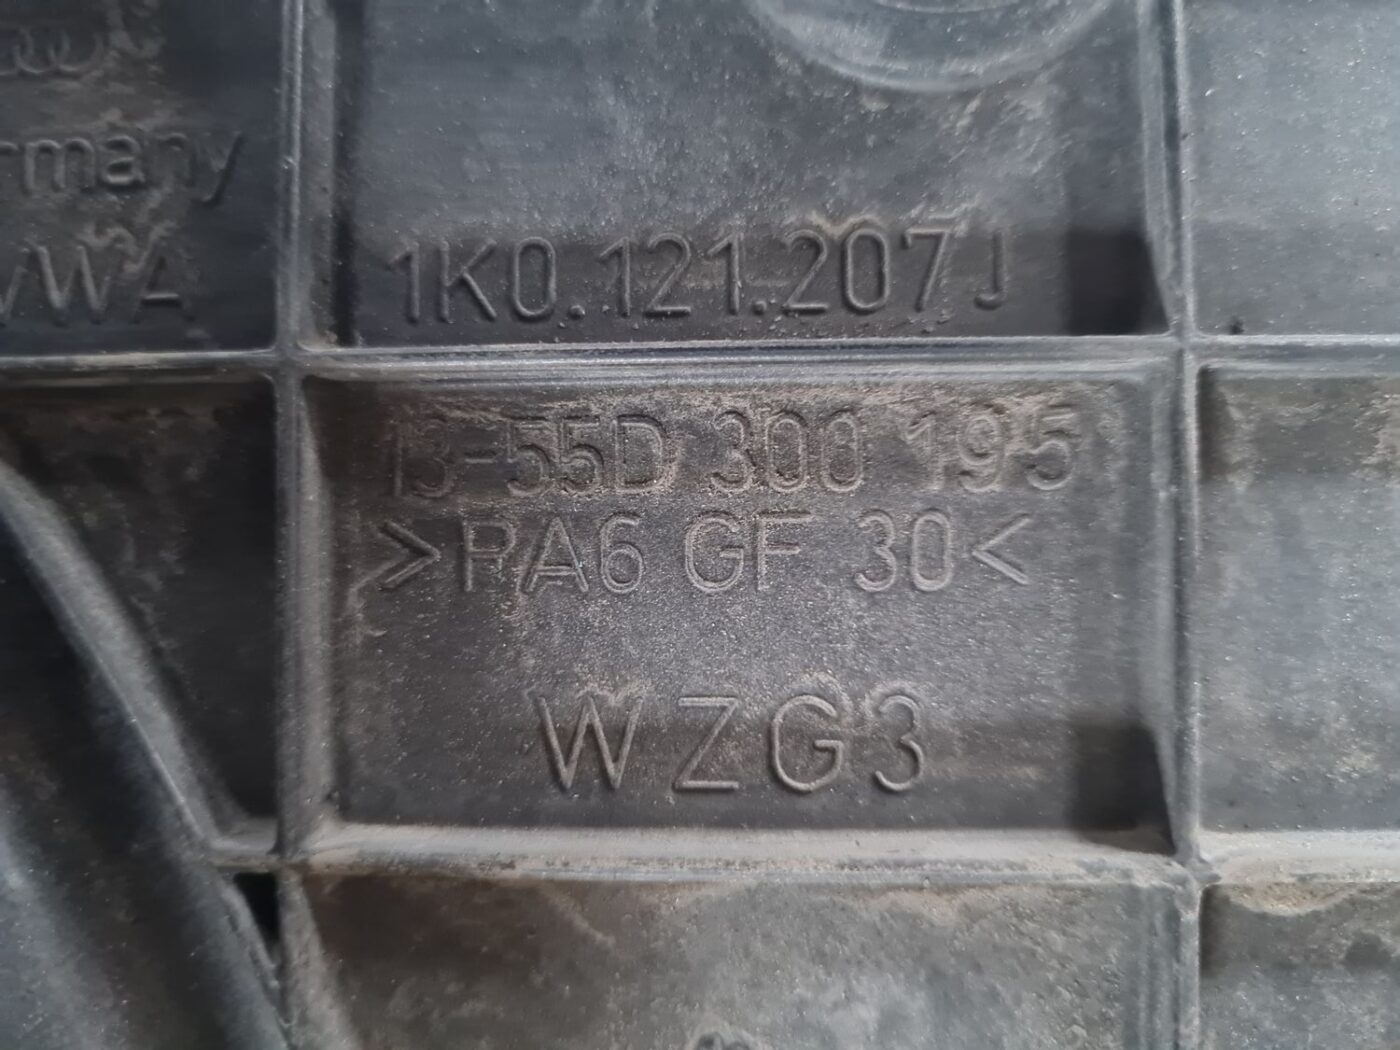 rmany
VWA
1K0.121.207J
13-55D 300 195
>PA6 GF 30<
WZG3